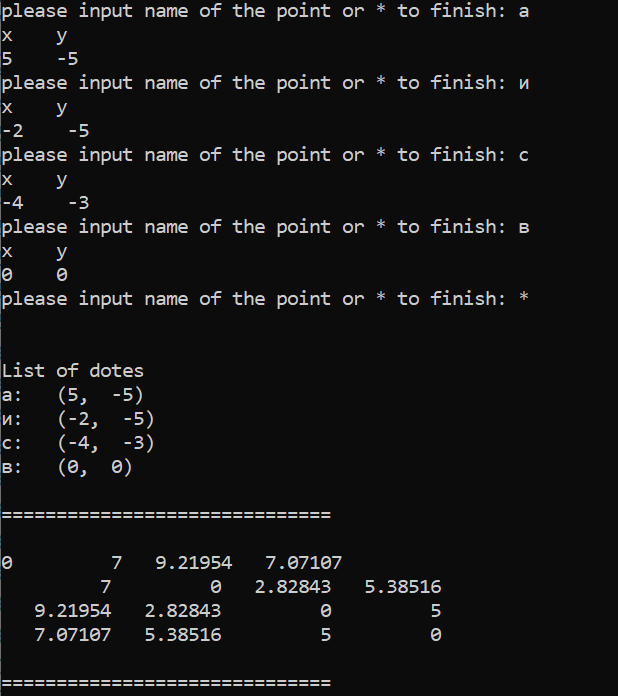 please input name of the point or * to finish: а
x    y
5    -5
please input name of the point or * to finish: и
x    y
-2    -5
please input name of the point or * to finish: с
x    y
-4    -3
please input name of the point or * to finish: в
x    y
0    0
please input name of the point or * to finish: *
List of dotes
а:   (5,  -5)
и:   (-2,  -5)
с:   (-4,  -3)
в:   (0,  0)
==============================
0         7   9.21954   7.07107
         7         0   2.82843   5.38516
   9.21954   2.82843         0         5
   7.07107   5.38516         5         0
==============================